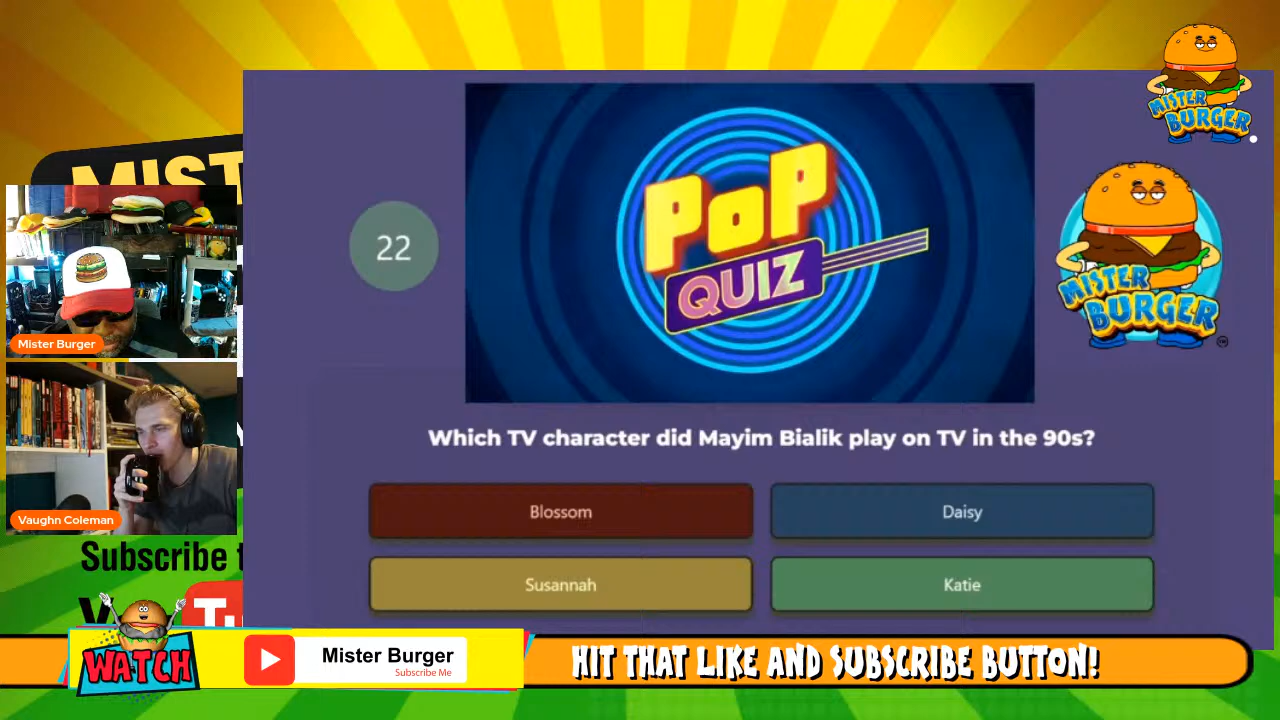 MISTER
BURGER
MIST
POP
QUIZ
22
MISTER
BURGER
Mister Burger
Which TV character did Mayim Bialik play on TV in the 90s?
Blossom
Daisy
Vaughn Coleman
Susannah
Katie
Subscribe t
WATCH
Mister Burger
Subscribe Me
HIT THAT LIKE AND SUBSCRIBE BUTTON!